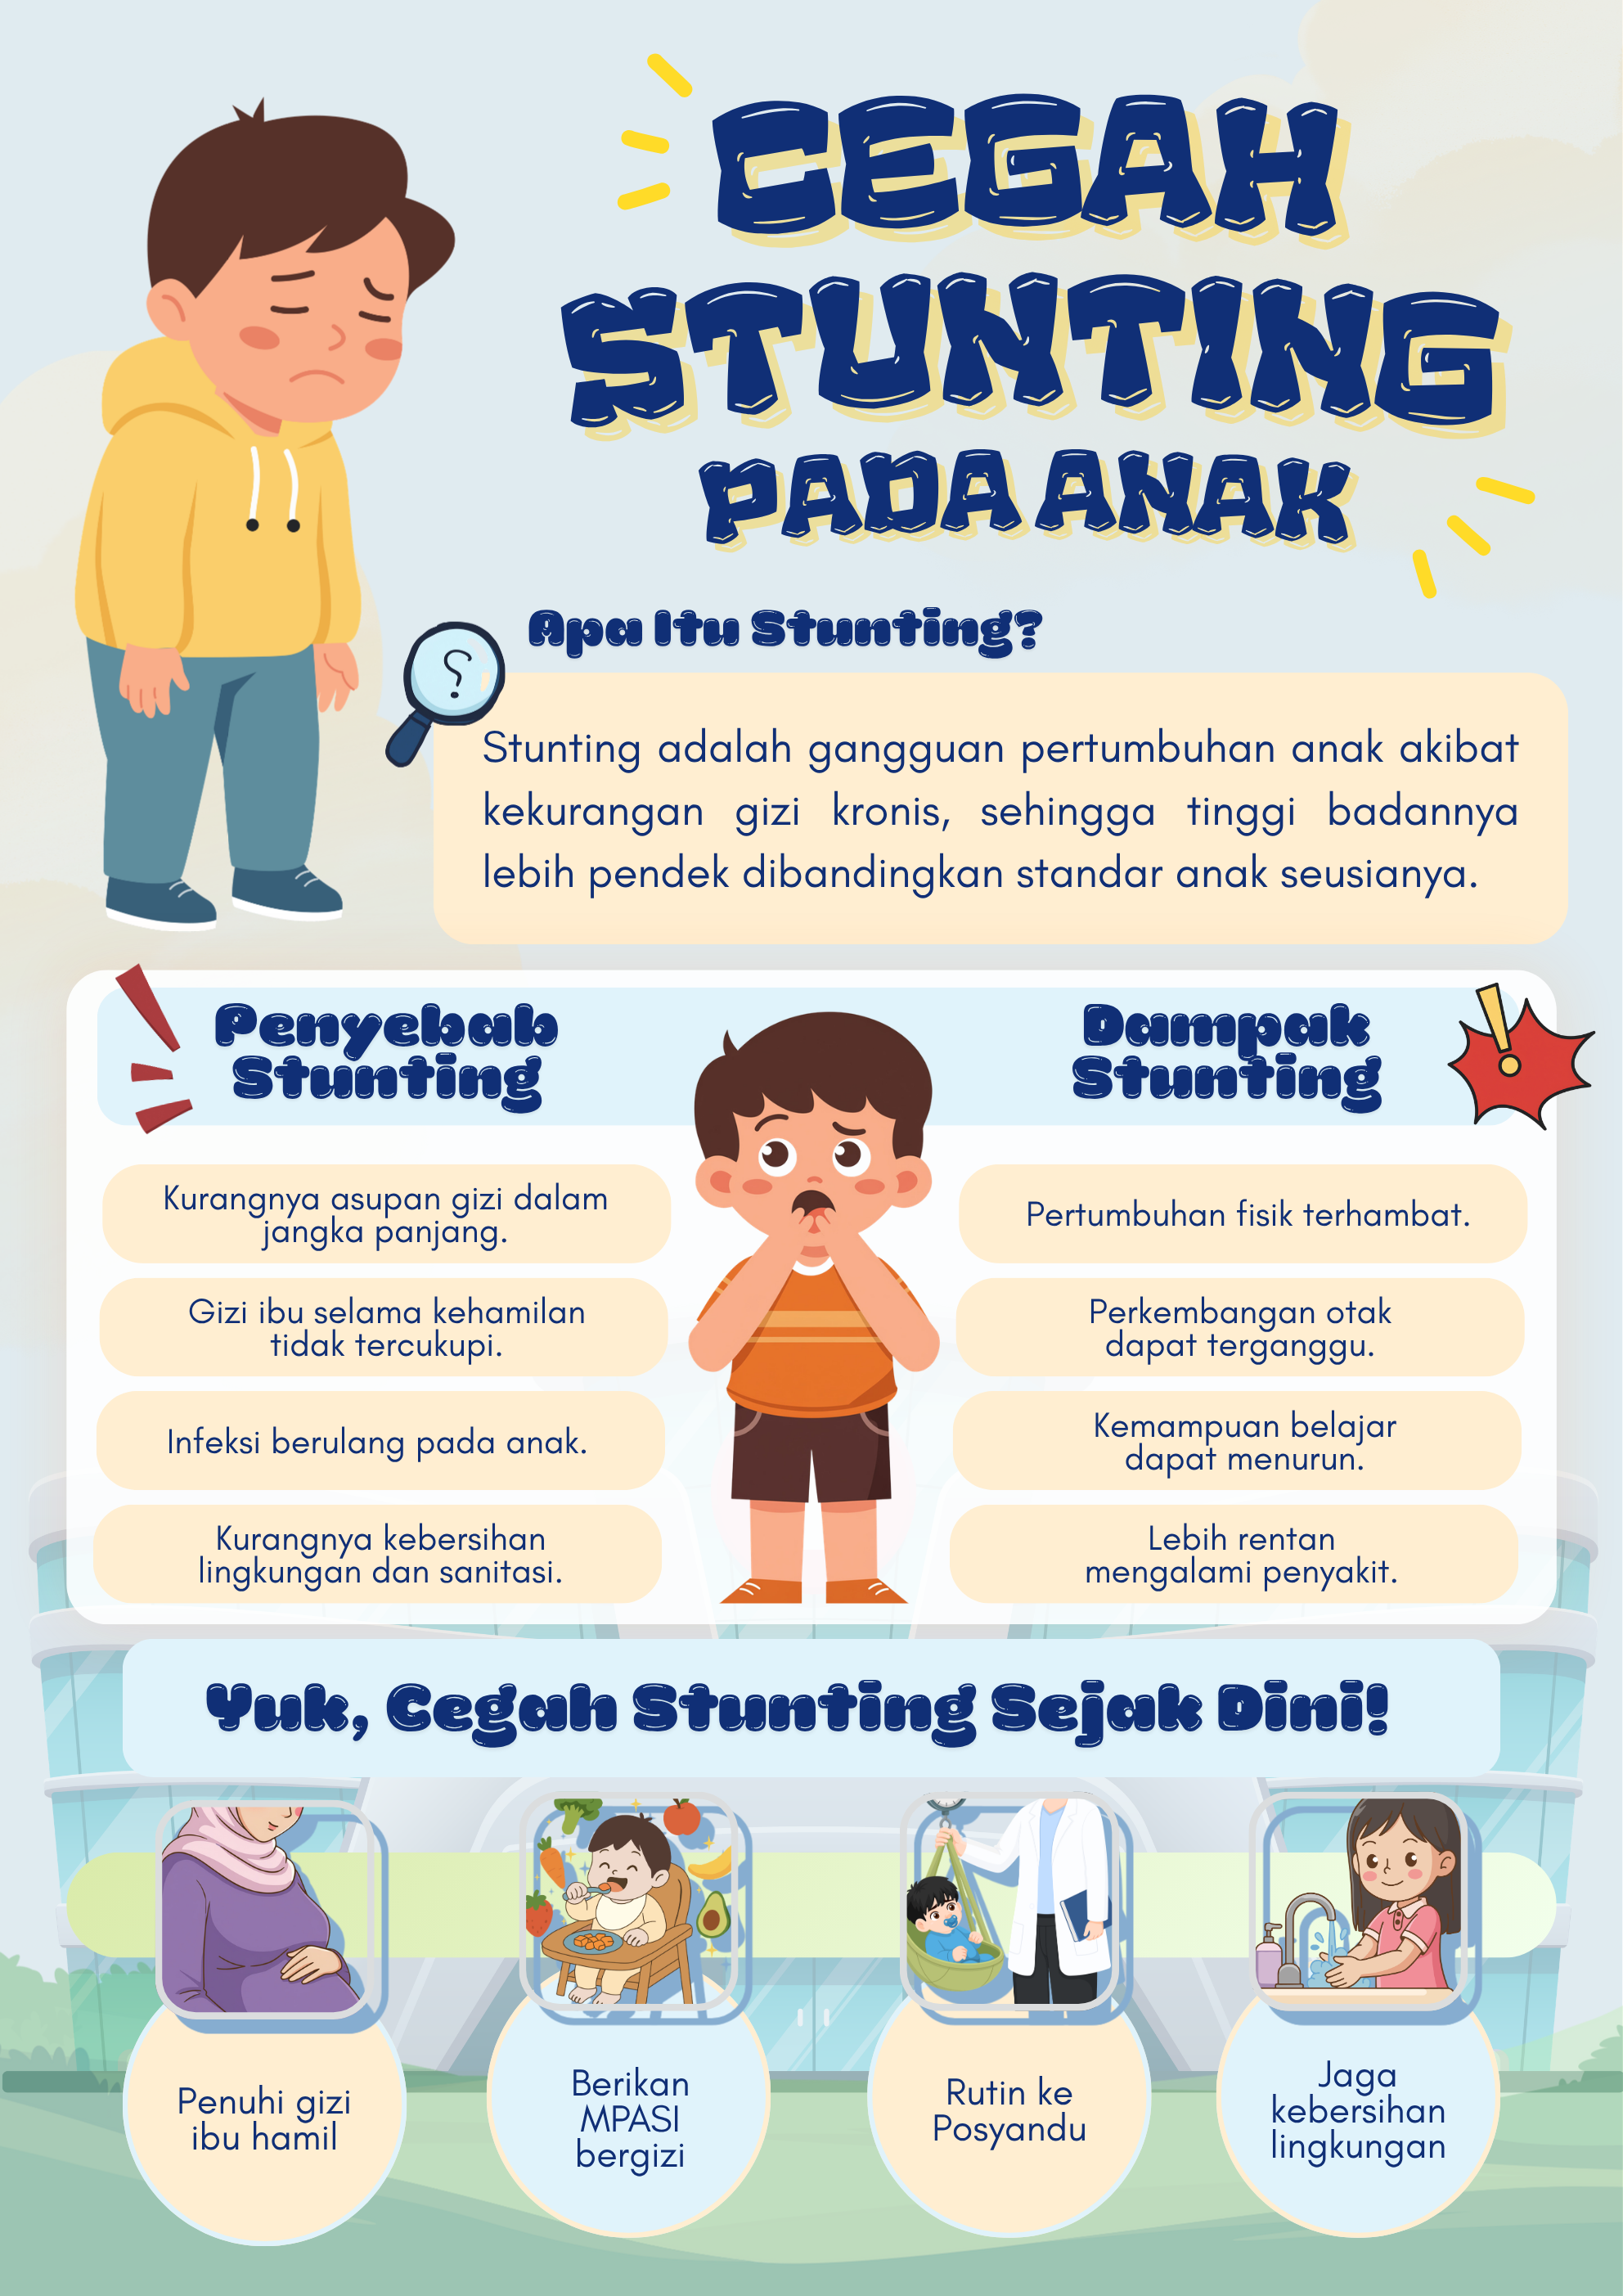 CEGAH
STUNTING
PADA ANAK
Apa Itu Stunting?
Stunting adalah gangguan pertumbuhan anak akibat
kekurangan gizi kronis, sehingga tinggi badannya
lebih pendek dibandingkan standar anak seusianya.
Penyebab
Stunting
Kurangnya asupan gizi dalam
jangka panjang.
Gizi ibu selama kehamilan
tidak tercukupi.
Infeksi berulang pada anak.
Kurangnya kebersihan
lingkungan dan sanitasi.
Dampak
Stunting
Pertumbuhan fisik terhambat.
Perkembangan otak
dapat terganggu.
Kemampuan belajar
dapat menurun.
Lebih rentan
mengalami penyakit.
Yuk, Cegah Stunting Sejak Dini!
Penuhi gizi
ibu hamil
Berikan
MPASI
bergizi
Rutin ke
Posyandu
Jaga
kebersihan
lingkungan